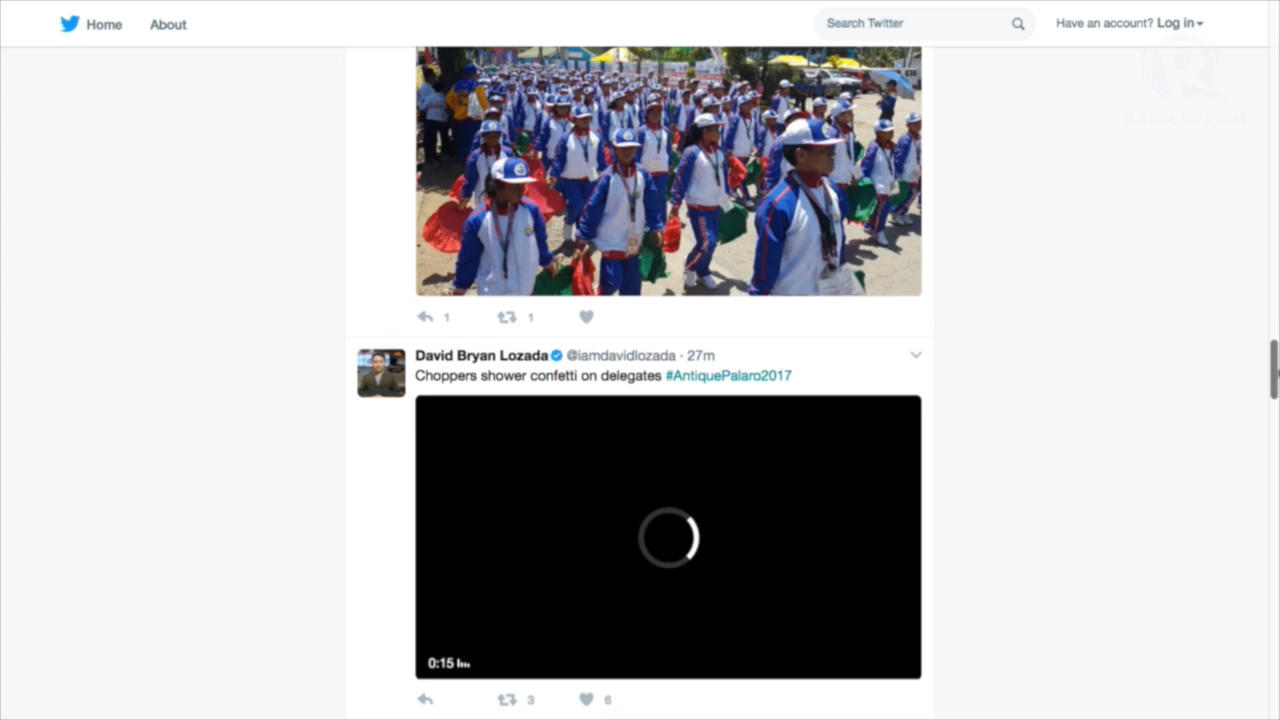 Home
About
Search Twitter
Have an account? Log in
1
1
David Bryan Lozada @iamdavidlozada · 27m
Choppers shower confetti on delegates #AntiquePalaro2017
0:15
3
6